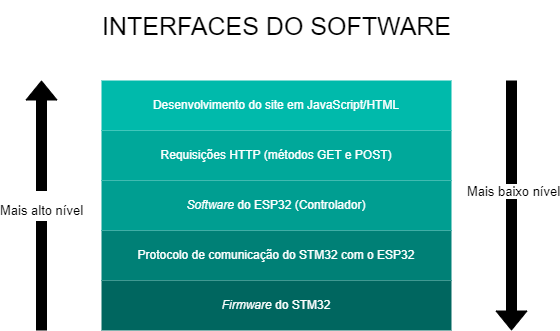 INTERFACES DO SOFTWARE
Desenvolvimento do site em JavaScript/HTML
Requisições HTTP (métodos GET e POST)
Software do ESP32 (Controlador)
Protocolo de comunicação do STM32 com o ESP32
Firmware do STM32
Mais alto nível
Mais baixo nível